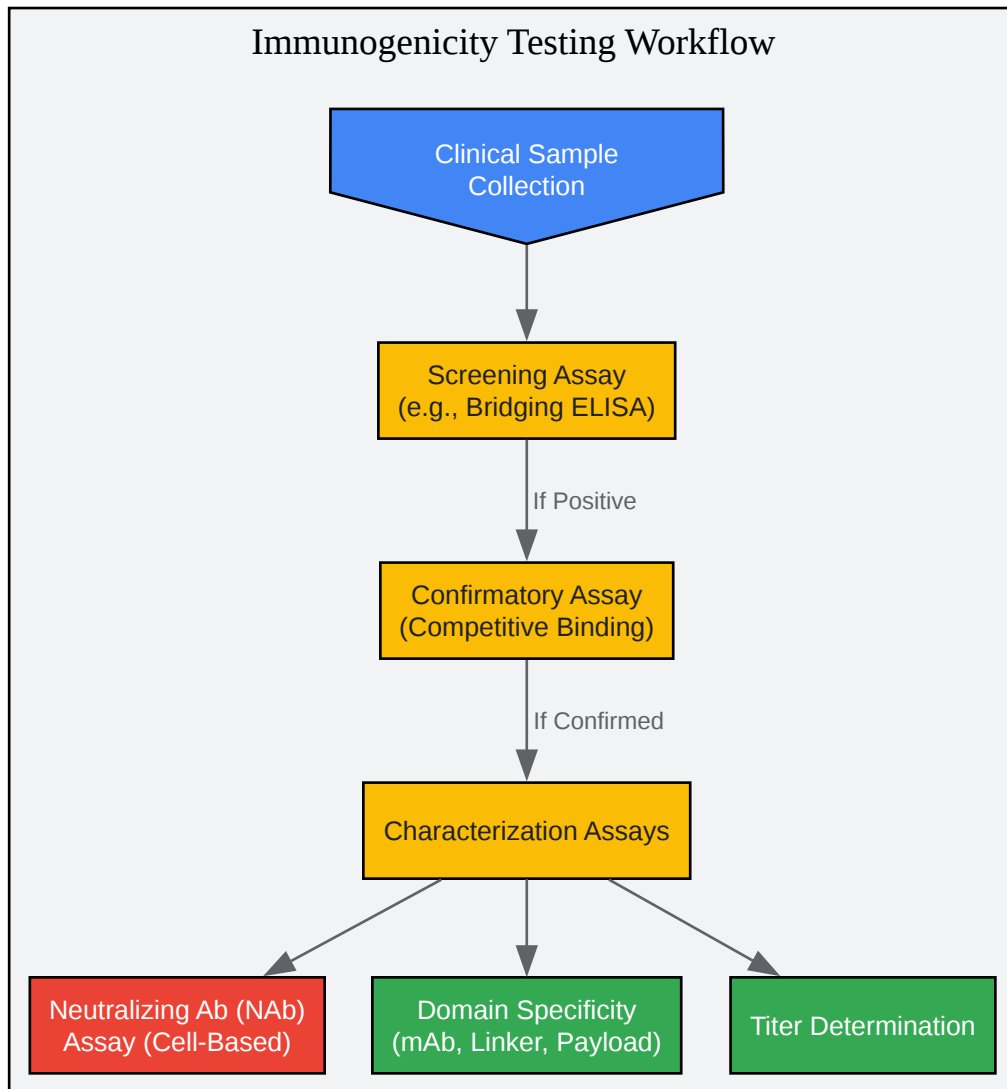 Immunogenicity Testing Workflow
Clinical Sample
Collection
Screening Assay
(e.g., Bridging ELISA)
If Positive
Confirmatory Assay
(Competitive Binding)
If Confirmed
Characterization Assays
Neutralizing Ab (NAb)
Assay (Cell-Based)
Domain Specificity
(mAb, Linker, Payload)
Titer Determination